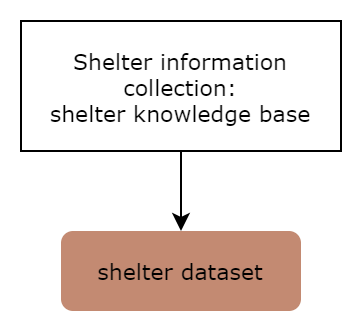 Shelter information
collection:
shelter knowledge base
shelter dataset